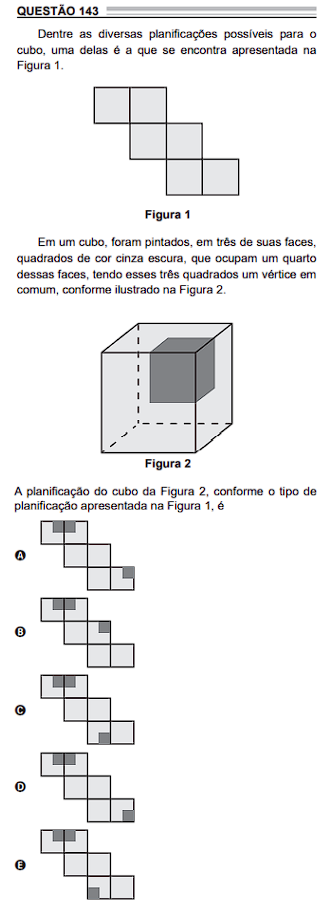 QUESTÃO 143
Dentre as diversas planificações possíveis para o
cubo, uma delas é a que se encontra apresentada na
Figura 1.
Figura 1
Em um cubo, foram pintados, em três de suas faces,
quadrados de cor cinza escura, que ocupam um quarto
dessas faces, tendo esses três quadrados um vértice em
comum, conforme ilustrado na Figura 2.
Figura 2
A planificação do cubo da Figura 2, conforme o tipo de
planificação apresentada na Figura 1, é
A
B
C
D
E